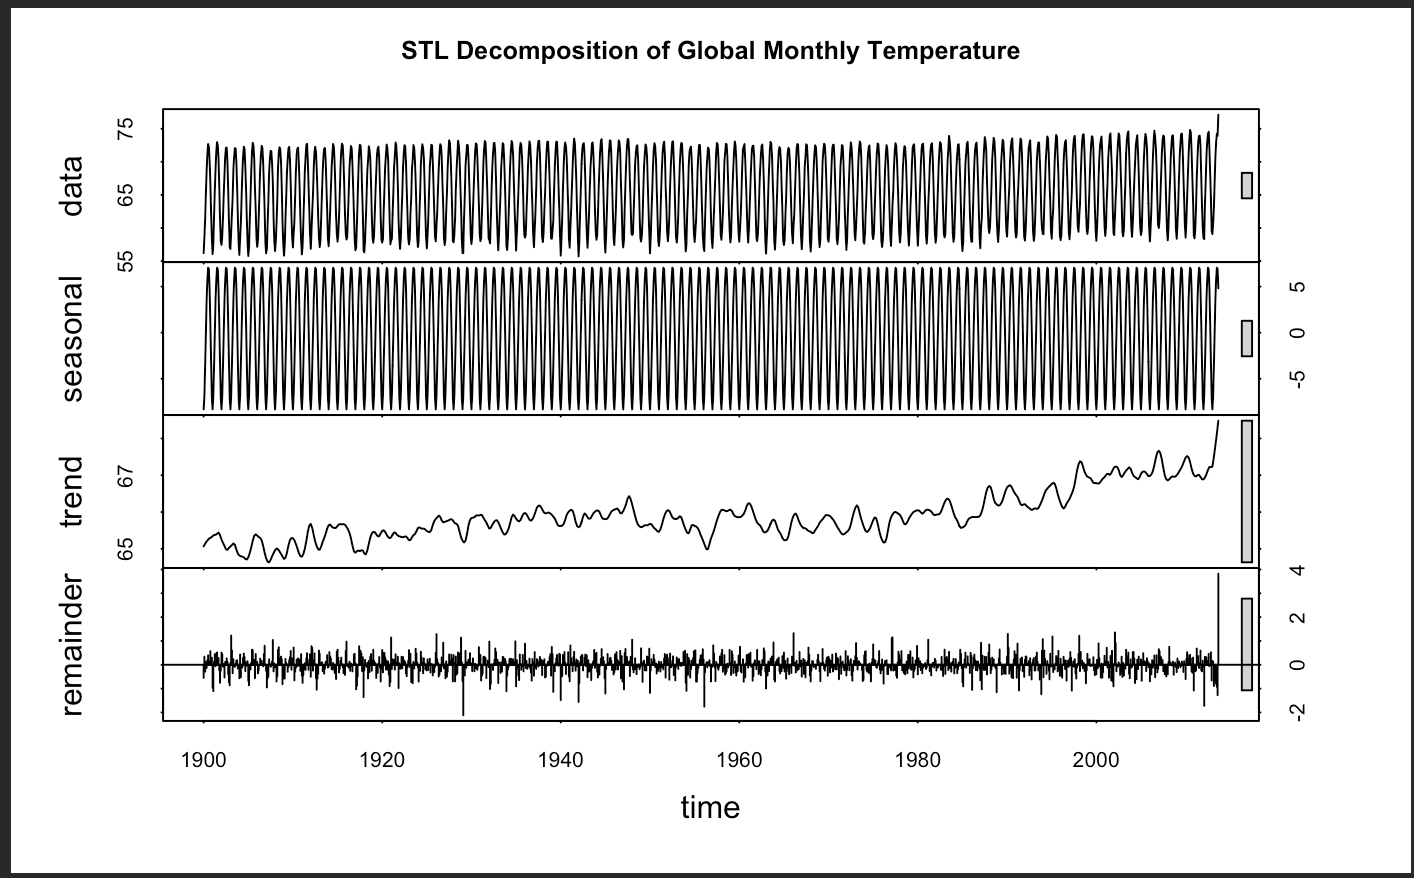 STL Decomposition of Global Monthly Temperature
data
55 65 75
seasonal
-5 0 5
trend
65 67
remainder
-2 0 2 4
1900 1920 1940 1960 1980 2000
time